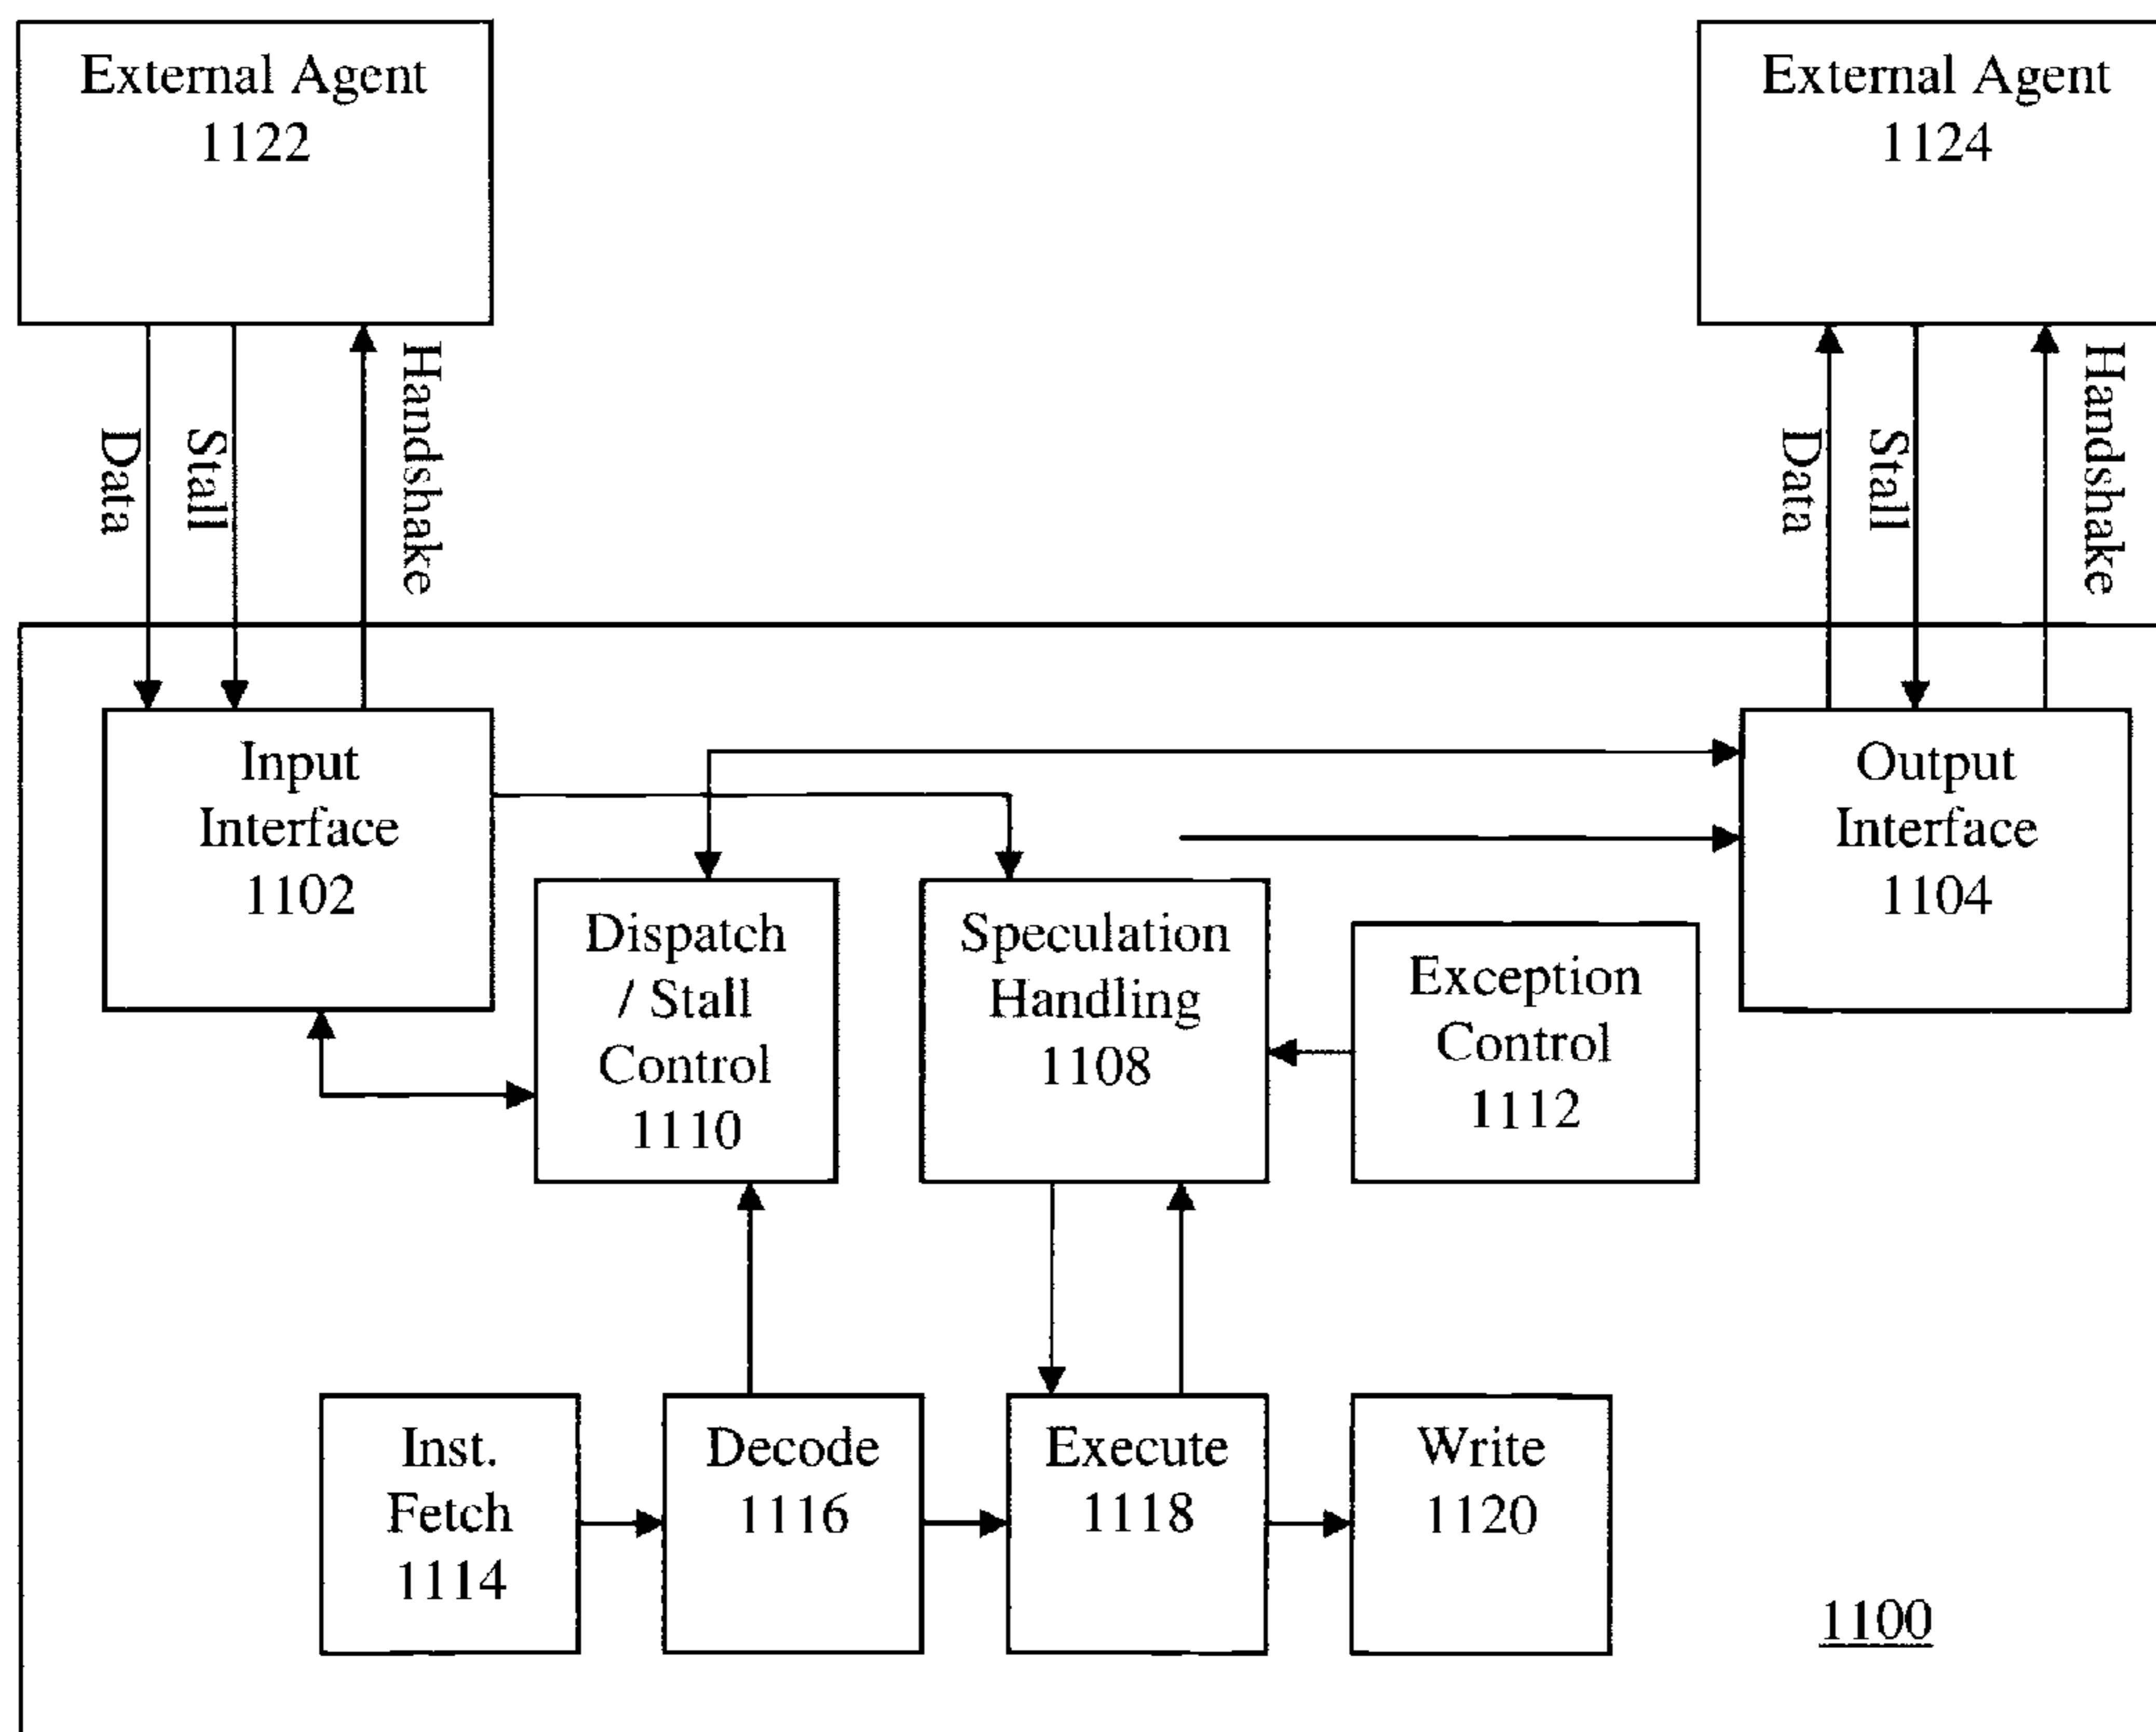 External Agent
1122
External Agent
1124
Data
Stall
Handshake
Data
Stall
Handshake
Input
Interface
1102
Output
Interface
1104
Dispatch
/ Stall
Control
1110
Speculation
Handling
1108
Exception
Control
1112
Inst.
Fetch
1114
Decode
1116
Execute
1118
Write
1120
1100